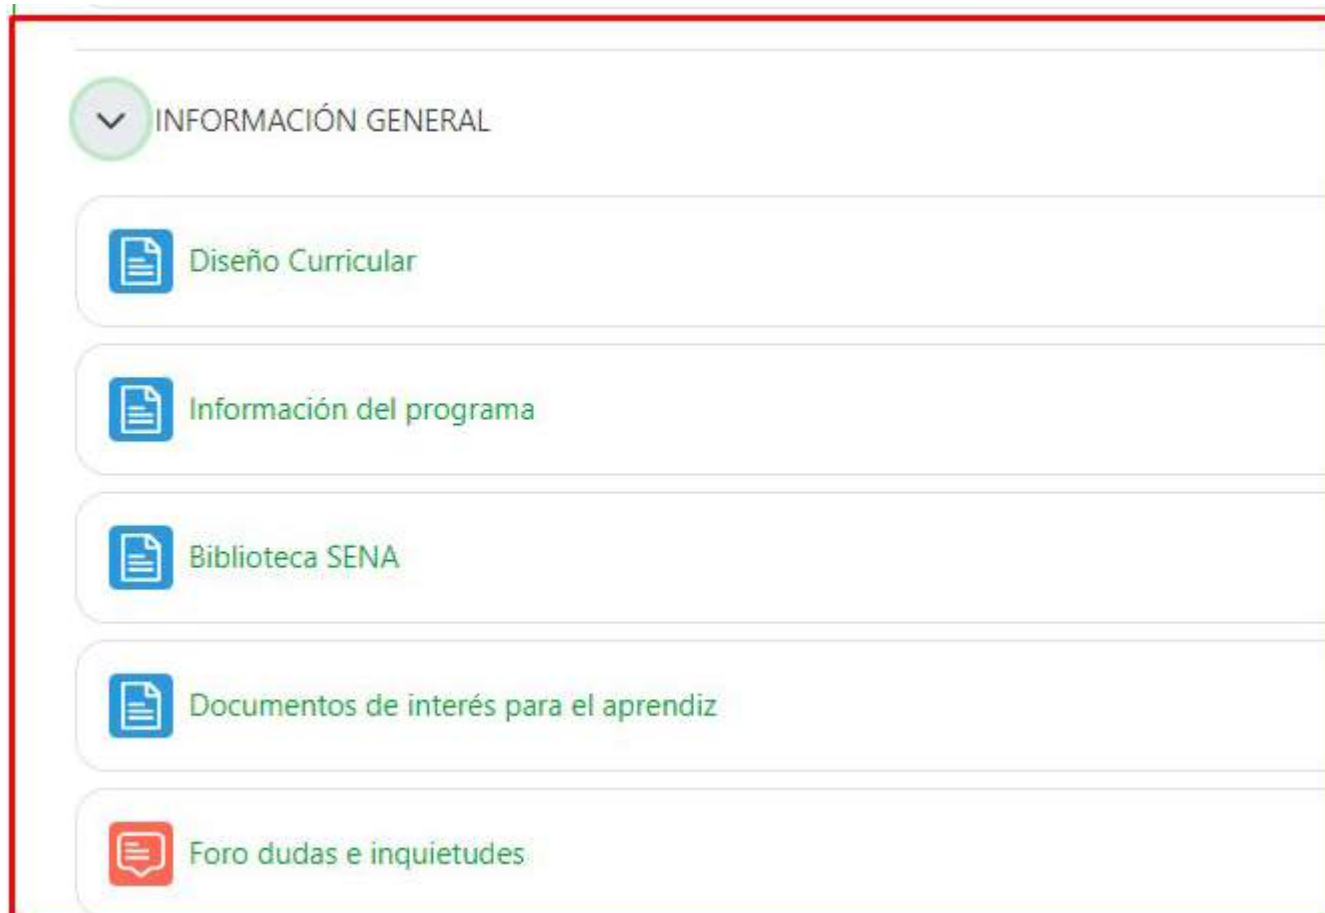 INFORMACIÓN GENERAL
Diseño Curricular
Información del programa
Biblioteca SENA
Documentos de interés para el aprendiz
Foro dudas e inquietudes